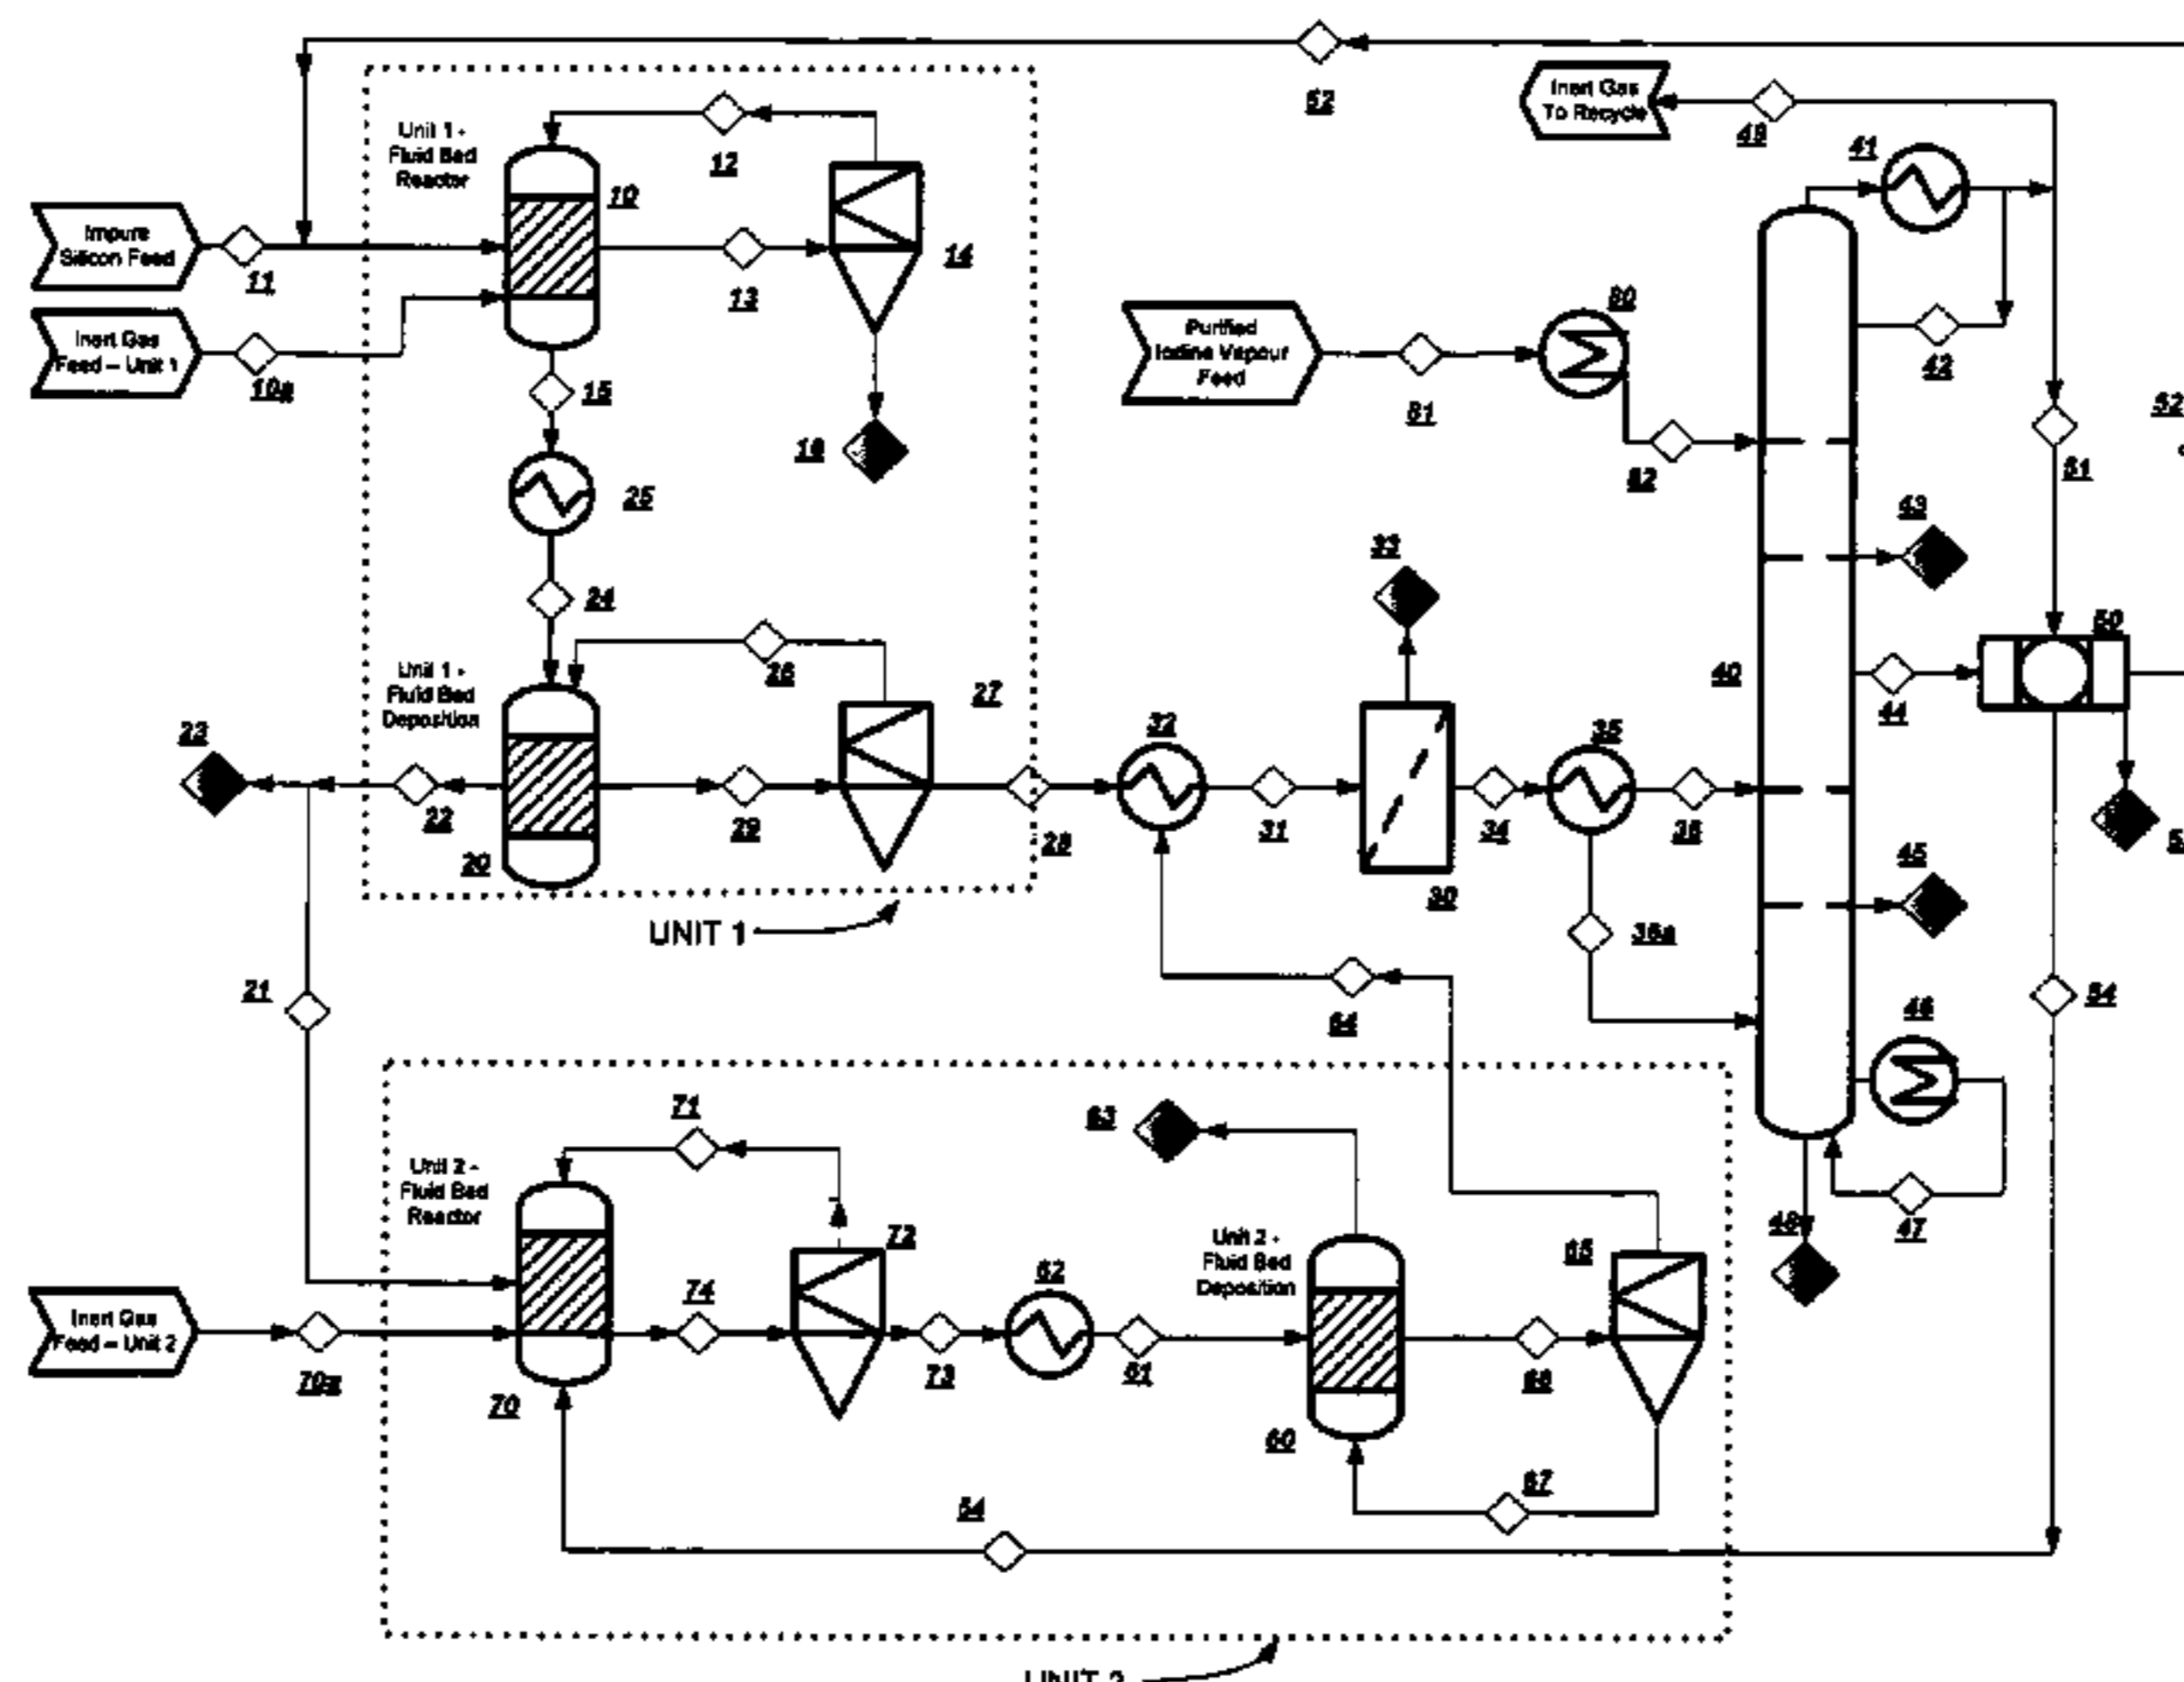 52
Inert Gas
To Recycle
Unit 1 -
Fluid Bed
Reactor
12
10
41
Impure
Silicon Feed
11
13
14
80
Purified
Iodine Vapour
Feed
Inert Gas
Feed – Unit 1
10a
15
42
81
82
25
43
51
33
24
Unit 1 -
Fluid Bed
Deposition
26
27
40
50
44
23
32
35
22
29
31
34
20
28
30
45
UNIT 1
21
36a
64
46
54
71
63
Unit 2 -
Fluid Bed
Reactor
72
Unit 2 -
Fluid Bed
Deposition
65
47
62
74
Inert Gas
Feed – Unit 2
70a
73
61
66
70
60
67
54